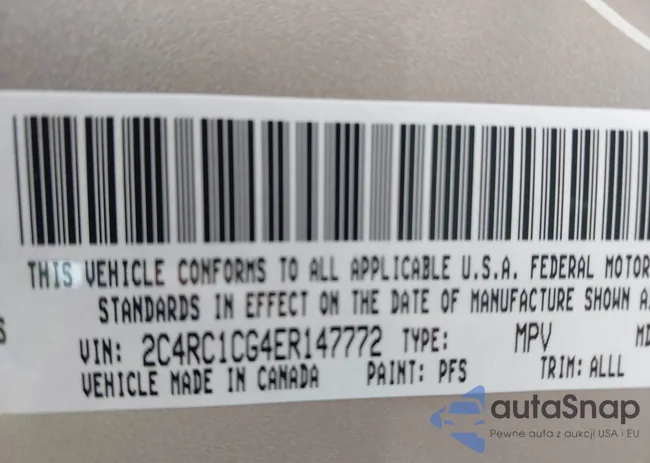 THIS VEHICLE CONFORMS TO ALL APPLICABLE U.S.A. FEDERAL MOTOR
STANDARDS IN EFFECT ON THE DATE OF MANUFACTURE SHOWN A
S
VIN: 2C4RC1CG4ER147772 TYPE: MPV MD
VEHICLE MADE IN CANADA PAINT: PFS TRIM: ALLL
autaSnap
Pewne auta z aukcji USA i EU